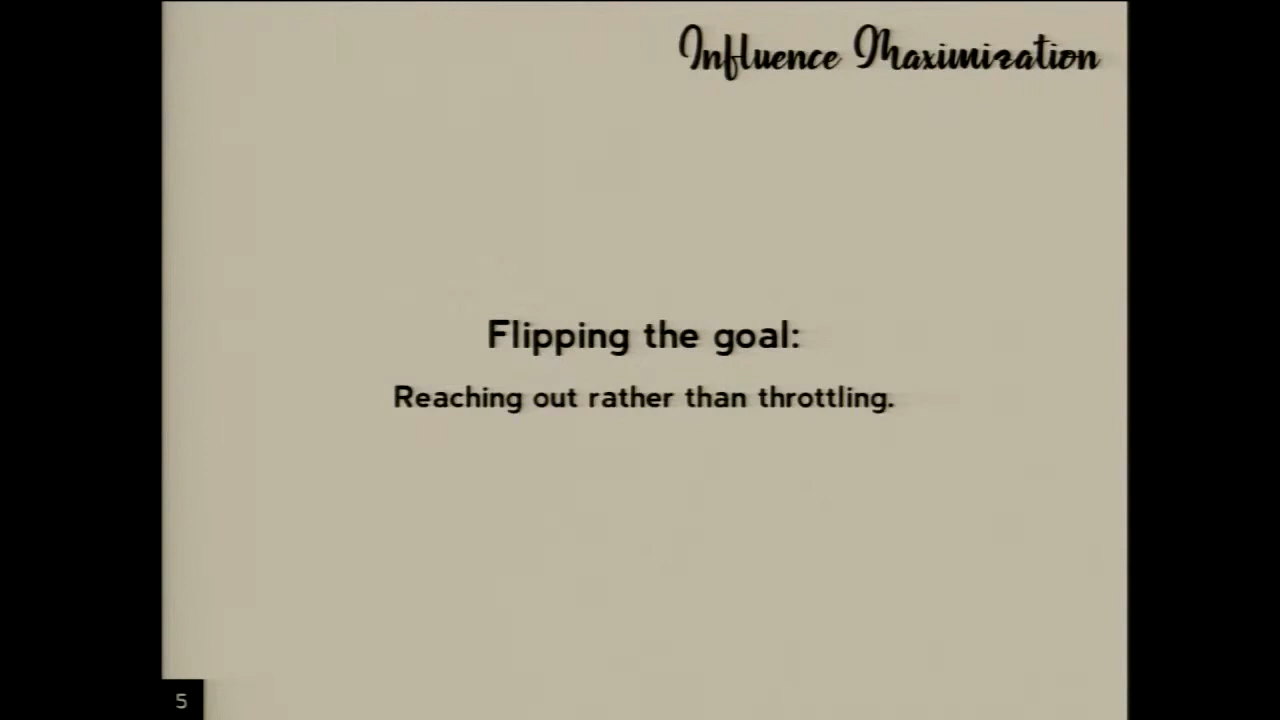 Influence Maximization
Flipping the goal:
Reaching out rather than throttling.
5